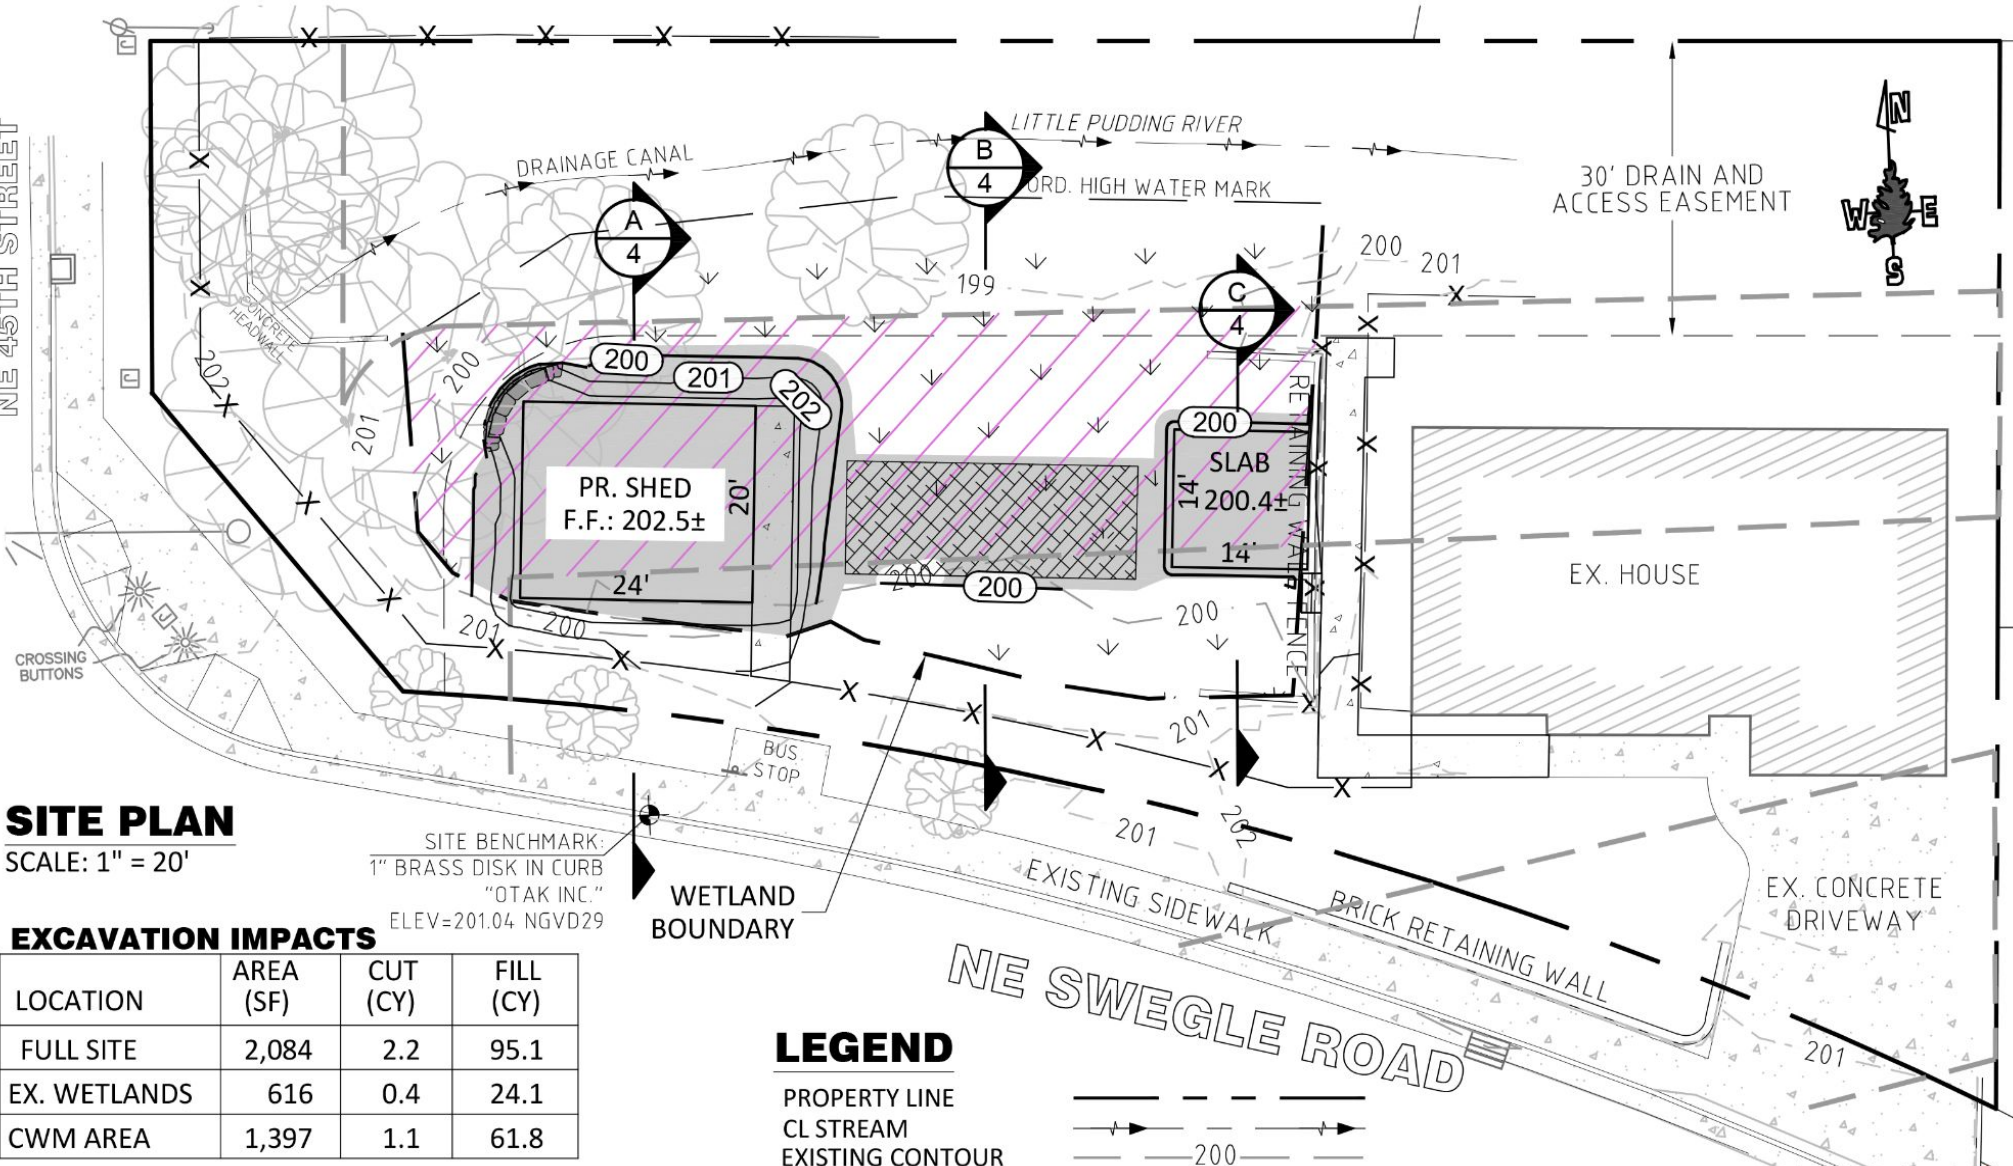 NE 45TH STREET
LITTLE PUDDING RIVER
DRAINAGE CANAL
B
4
ORD. HIGH WATER MARK
A
4
30' DRAIN AND
ACCESS EASEMENT
N
W E
S
200
201
199
C
4
CONCRETE
HEADWALL
202
200
201
200
201
202
RETAINING WALL
FENCE
200
SLAB
200.4±
14'
14'
PR. SHED
F.F.: 202.5±
20'
24'
200
200
200
201
200
EX. HOUSE
CROSSING
BUTTONS
J
J
J
BUS
STOP
201
201
202
SITE PLAN
SCALE: 1" = 20'
SITE BENCHMARK:
1" BRASS DISK IN CURB
"OTAK INC."
ELEV=201.04 NGVD29
WETLAND
BOUNDARY
EXISTING SIDEWALK
BRICK RETAINING WALL
EX. CONCRETE
DRIVEWAY
NE SWEGLE ROAD
201
EXCAVATION IMPACTS
LOCATION AREA (SF) CUT (CY) FILL (CY)
FULL SITE 2,084 2.2 95.1
EX. WETLANDS 616 0.4 24.1
CWM AREA 1,397 1.1 61.8
LEGEND
PROPERTY LINE
CL STREAM
EXISTING CONTOUR 200